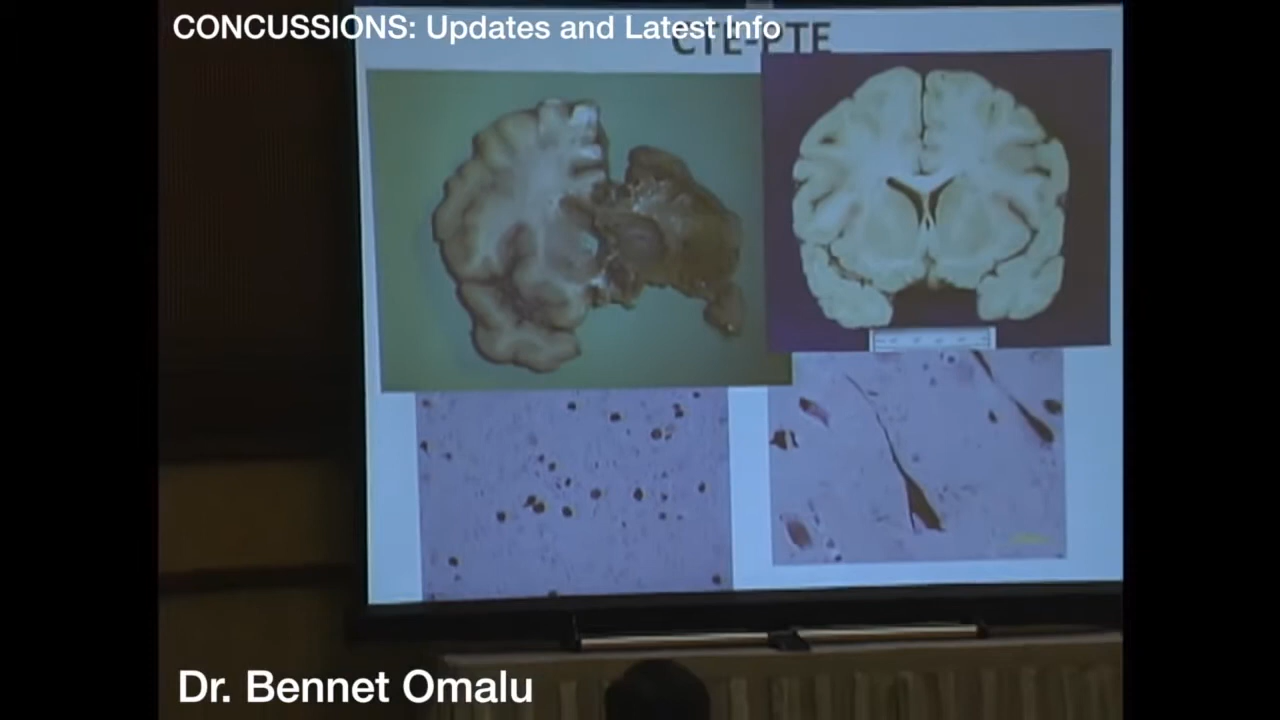 CONCUSSIONS: Updates and Latest Info
CTE-PTE
Dr. Bennet Omalu